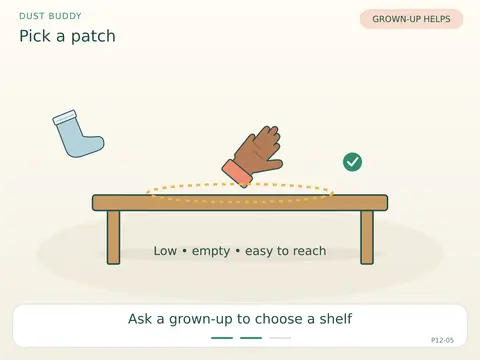 DUST BUDDY
GROWN-UP HELPS
Pick a patch
Low • empty • easy to reach
Ask a grown-up to choose a shelf
P12-05